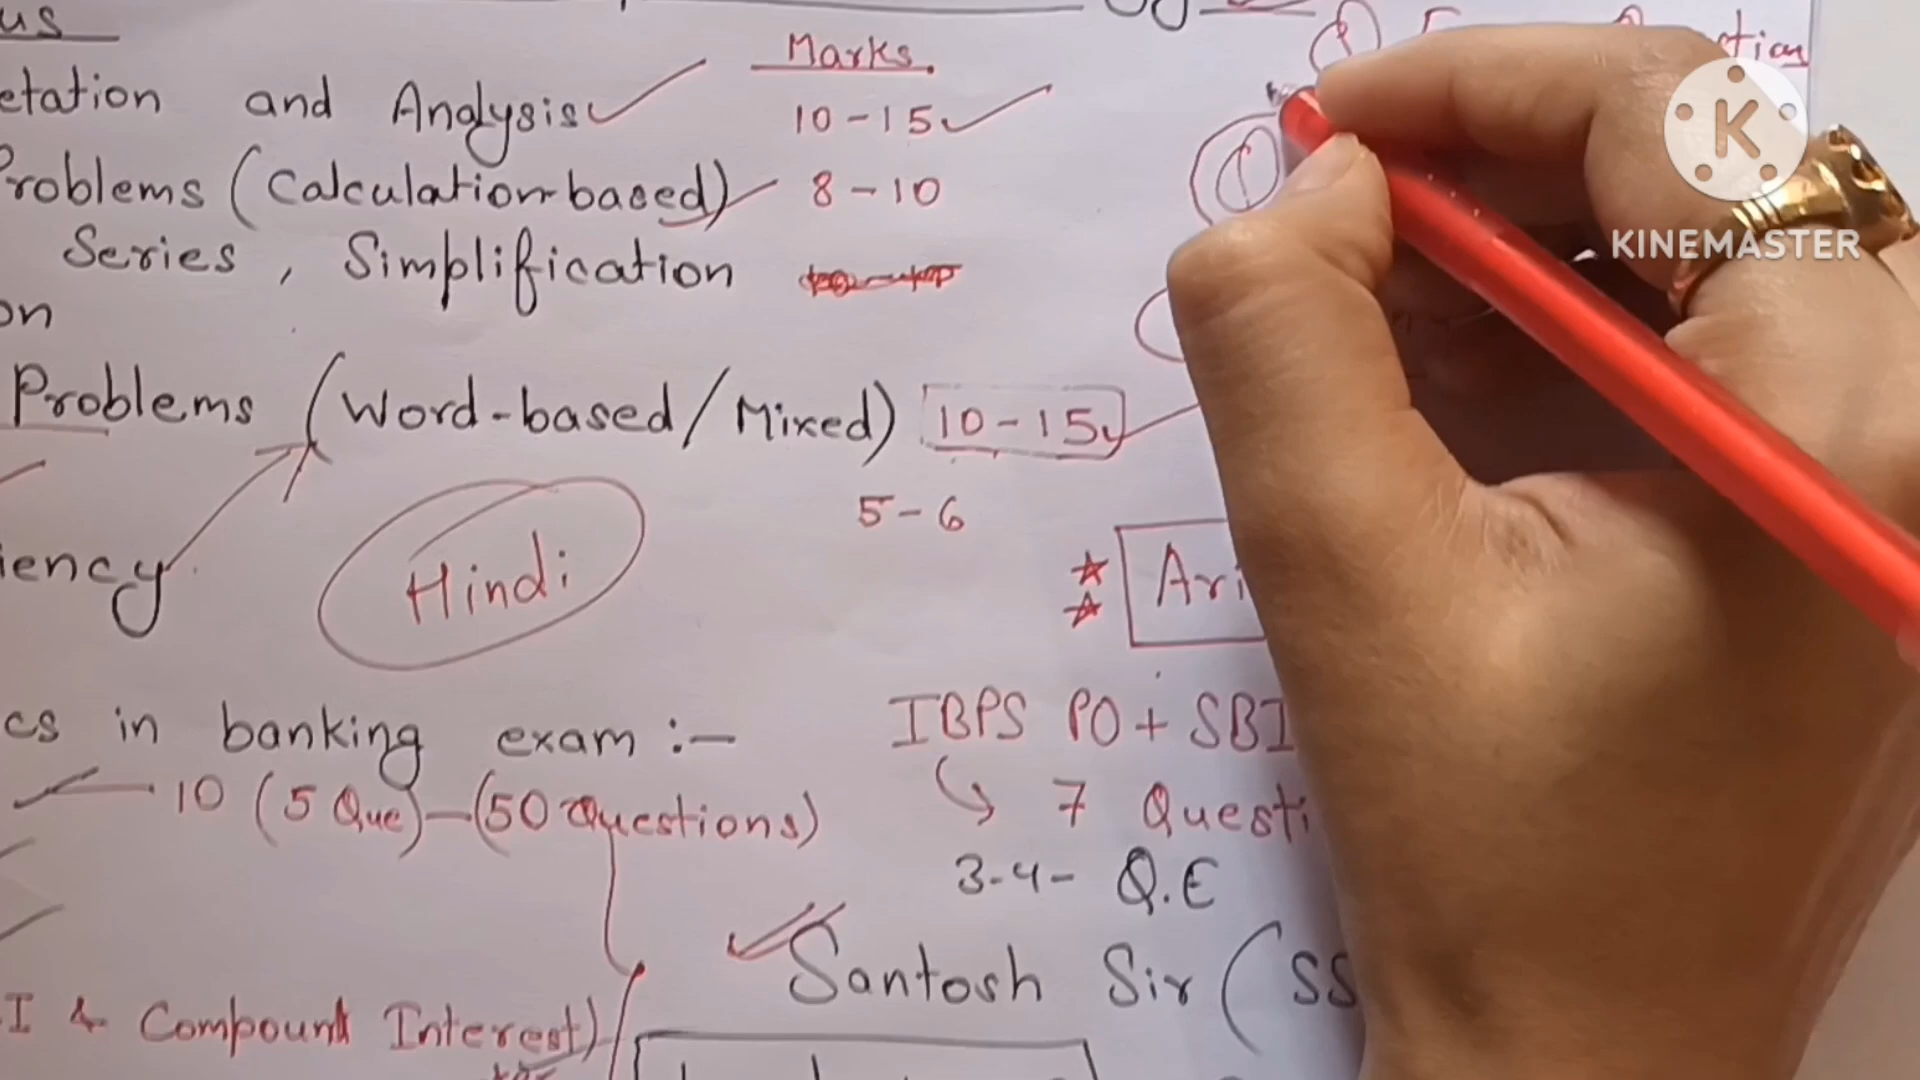 us
Marks.
etation and Analysis 10-15
Problems (Calculation-based) 8-10
Series, Simplification
on
Problems (Word-based/Mixed) 10-15
5-6
iency
Hindi
Ari
cs in banking exam :-
10 (5 Que) - (50 Questions)
IBPS PO + SBI
7 Questi
3-4- Q.E
Santosh Sir (SS
I & Compound Interest)
stion
K
KINEMASTER